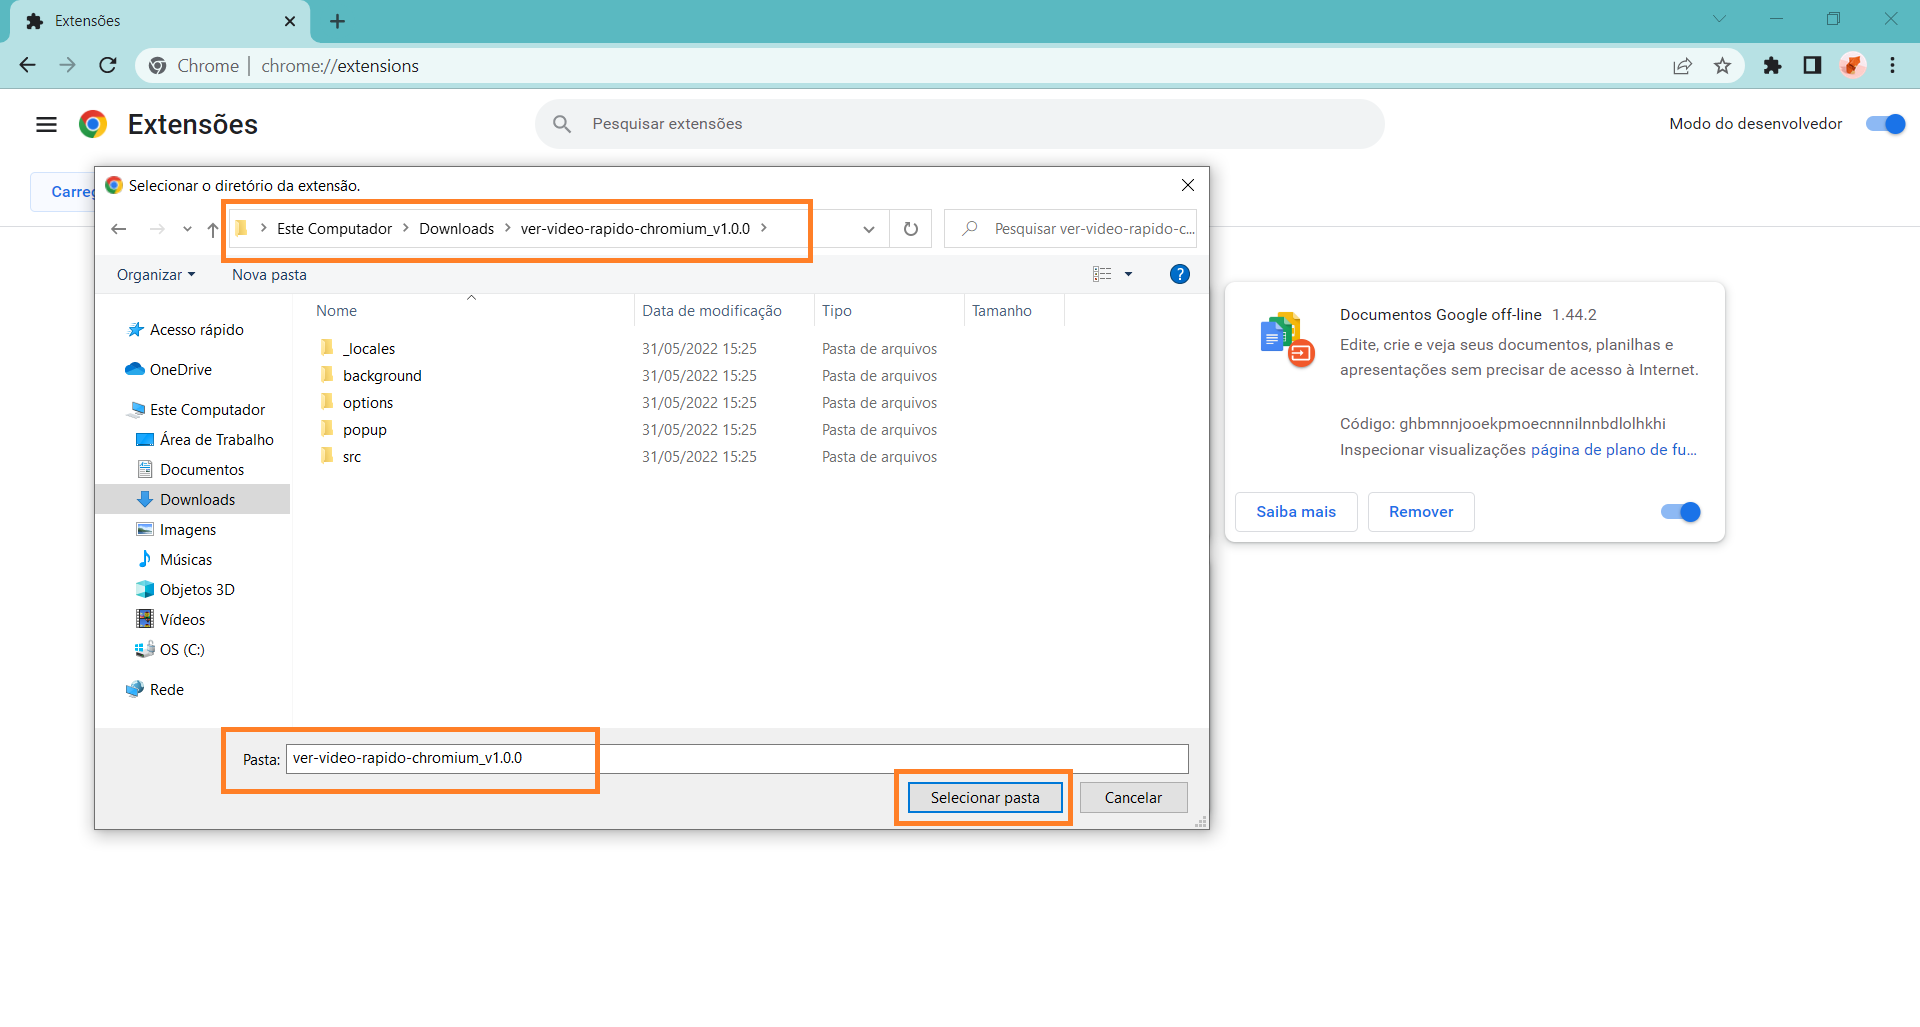 Extensões
Chrome | chrome://extensions
Extensões
Pesquisar extensões
Modo do desenvolvedor
Selecionar o diretório da extensão.
Este Computador > Downloads > ver-video-rapido-chromium_v1.0.0 >
Pesquisar ver-video-rapido-c...
Organizar
Nova pasta
Nome
Data de modificação
Tipo
Tamanho
_locales 31/05/2022 15:25 Pasta de arquivos
background 31/05/2022 15:25 Pasta de arquivos
options 31/05/2022 15:25 Pasta de arquivos
popup 31/05/2022 15:25 Pasta de arquivos
src 31/05/2022 15:25 Pasta de arquivos
Acesso rápido
OneDrive
Este Computador
Área de Trabalho
Documentos
Downloads
Imagens
Músicas
Objetos 3D
Vídeos
OS (C:)
Rede
Pasta: ver-video-rapido-chromium_v1.0.0
Selecionar pasta
Cancelar
Documentos Google off-line 1.44.2
Edite, crie e veja seus documentos, planilhas e
apresentações sem precisar de acesso à Internet.
Código: ghbmnnjooekpmoecnnnilnnbdlolhkhi
Inspecionar visualizações página de plano de fu...
Saiba mais
Remover